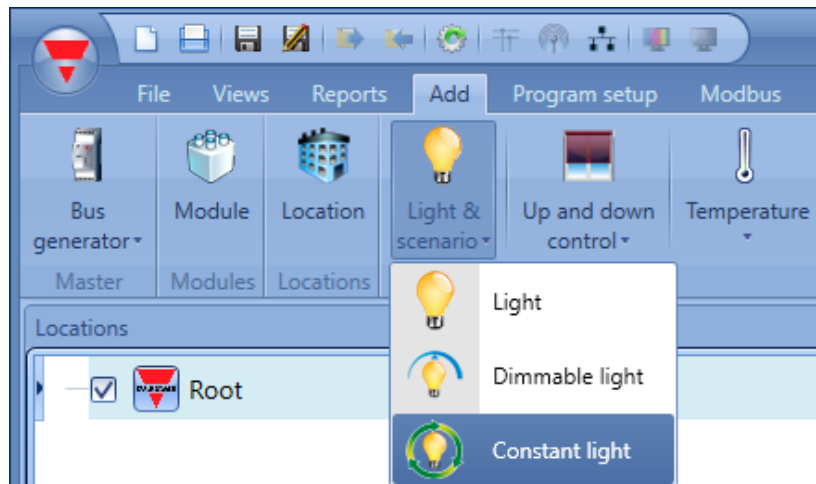 File Views Reports Add Program setup Modbus
Bus generator
Module
Location
Light & scenario
Up and down control
Temperature
Master Modules Locations
Locations
Root
Light
Dimmable light
Constant light